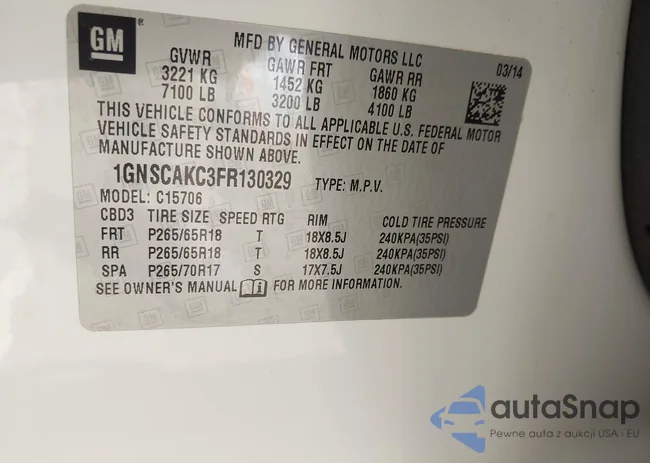 GM
MFD BY GENERAL MOTORS LLC
03/14
GVWR GAWR FRT GAWR RR
3221 KG 1452 KG 1860 KG
7100 LB 3200 LB 4100 LB
THIS VEHICLE CONFORMS TO ALL APPLICABLE U.S. FEDERAL MOTOR
VEHICLE SAFETY STANDARDS IN EFFECT ON THE DATE OF
MANUFACTURE SHOWN ABOVE.
1GNSCAKC3FR130329 TYPE: M.P.V.
MODEL: C15706
CBD3 TIRE SIZE SPEED RTG RIM COLD TIRE PRESSURE
FRT P265/65R18 T 18X8.5J 240KPA(35PSI)
RR P265/65R18 T 18X8.5J 240KPA(35PSI)
SPA P265/70R17 S 17X7.5J 240KPA(35PSI)
SEE OWNER'S MANUAL FOR MORE INFORMATION.
autaSnap
Pewne auta z aukcji USA · EU